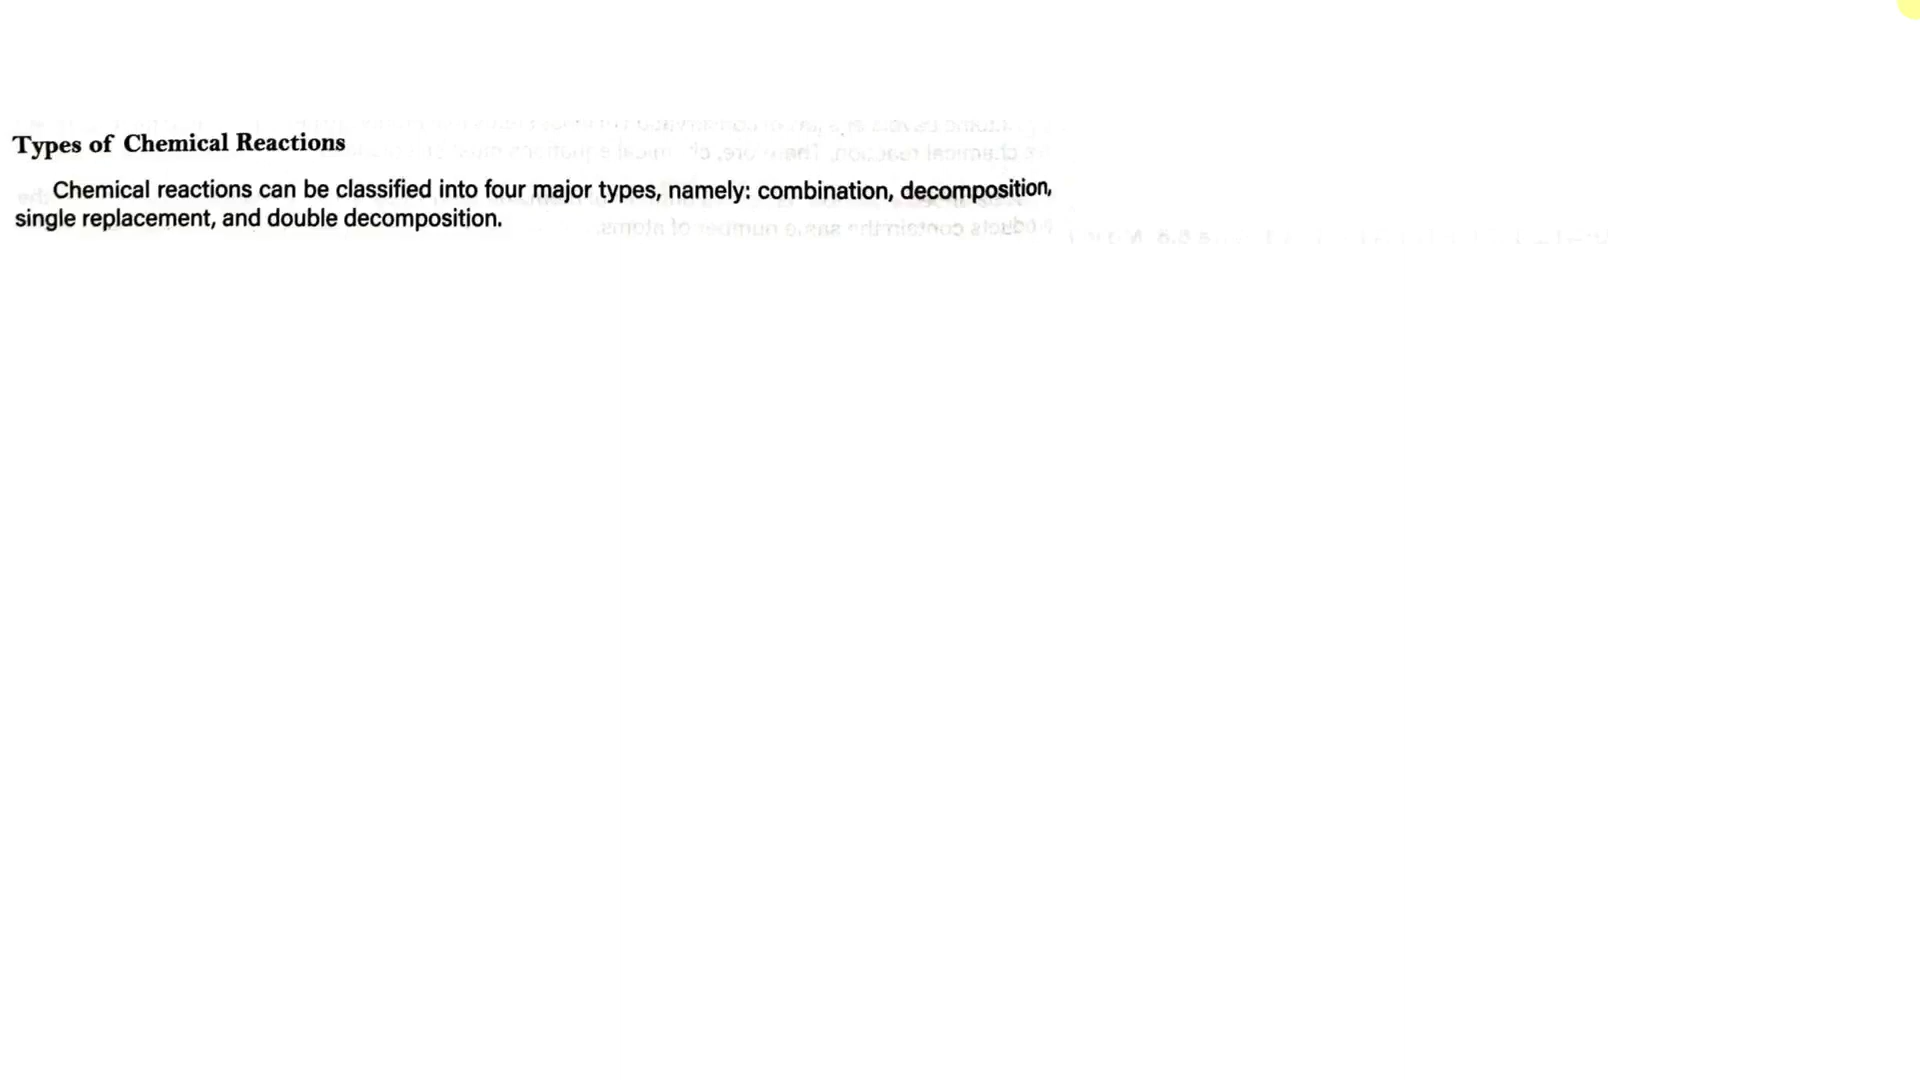 Types of Chemical Reactions
Chemical reactions can be classified into four major types, namely: combination, decomposition,
single replacement, and double decomposition.